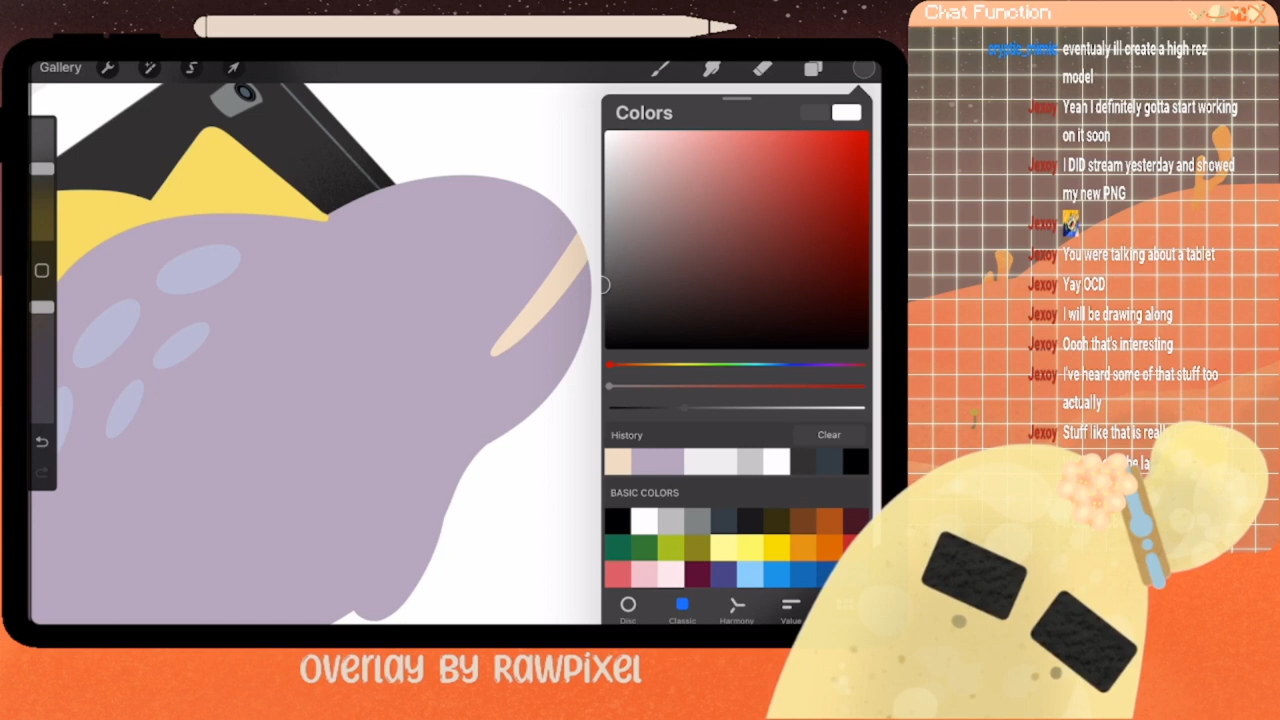 Chat Function
Gallery
Colors
cryptic_mimic eventualy ill create a high rez
model
Jexoy Yeah I definitely gotta start working
on it soon
Jexoy I DID stream yesterday and showed
my new PNG
Jexoy
Jexoy You were talking about a tablet
Jexoy Yay OCD
Jexoy I will be drawing along
Jexoy Oooh that's interesting
Jexoy I've heard some of that stuff too
actually
Jexoy Stuff like that is
History
Clear
BASIC COLORS
Disc
Classic
Harmony
Value
OVERLAY BY RAWPIXEL